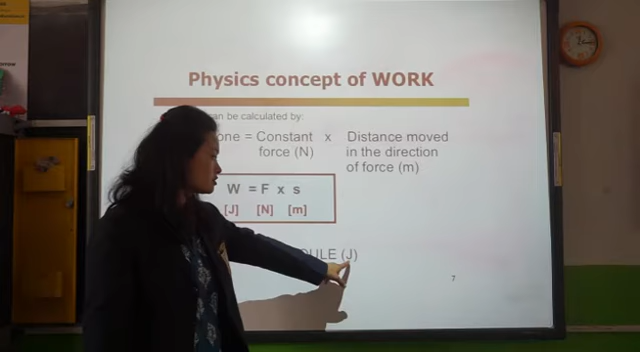 Physics concept of WORK
can be calculated by:
one = Constant x Distance moved
force (N) in the direction
of force (m)
W = F x s
[J] [N] [m]
OULE (J)
7